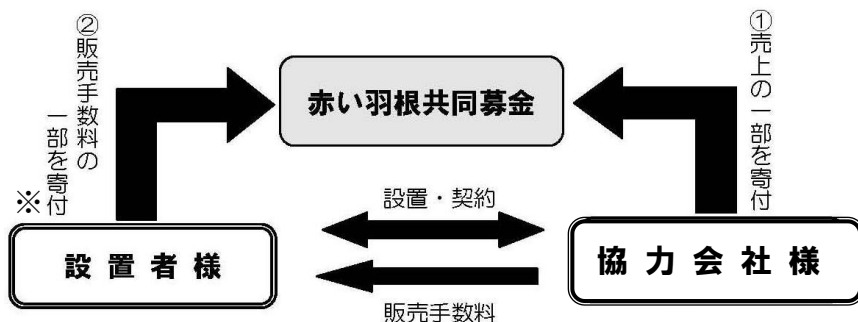 ②販売手数料の
一部を寄付
※
赤い羽根共同募金
①売上の一部を寄付
設置・契約
設置者様
協力会社様
販売手数料